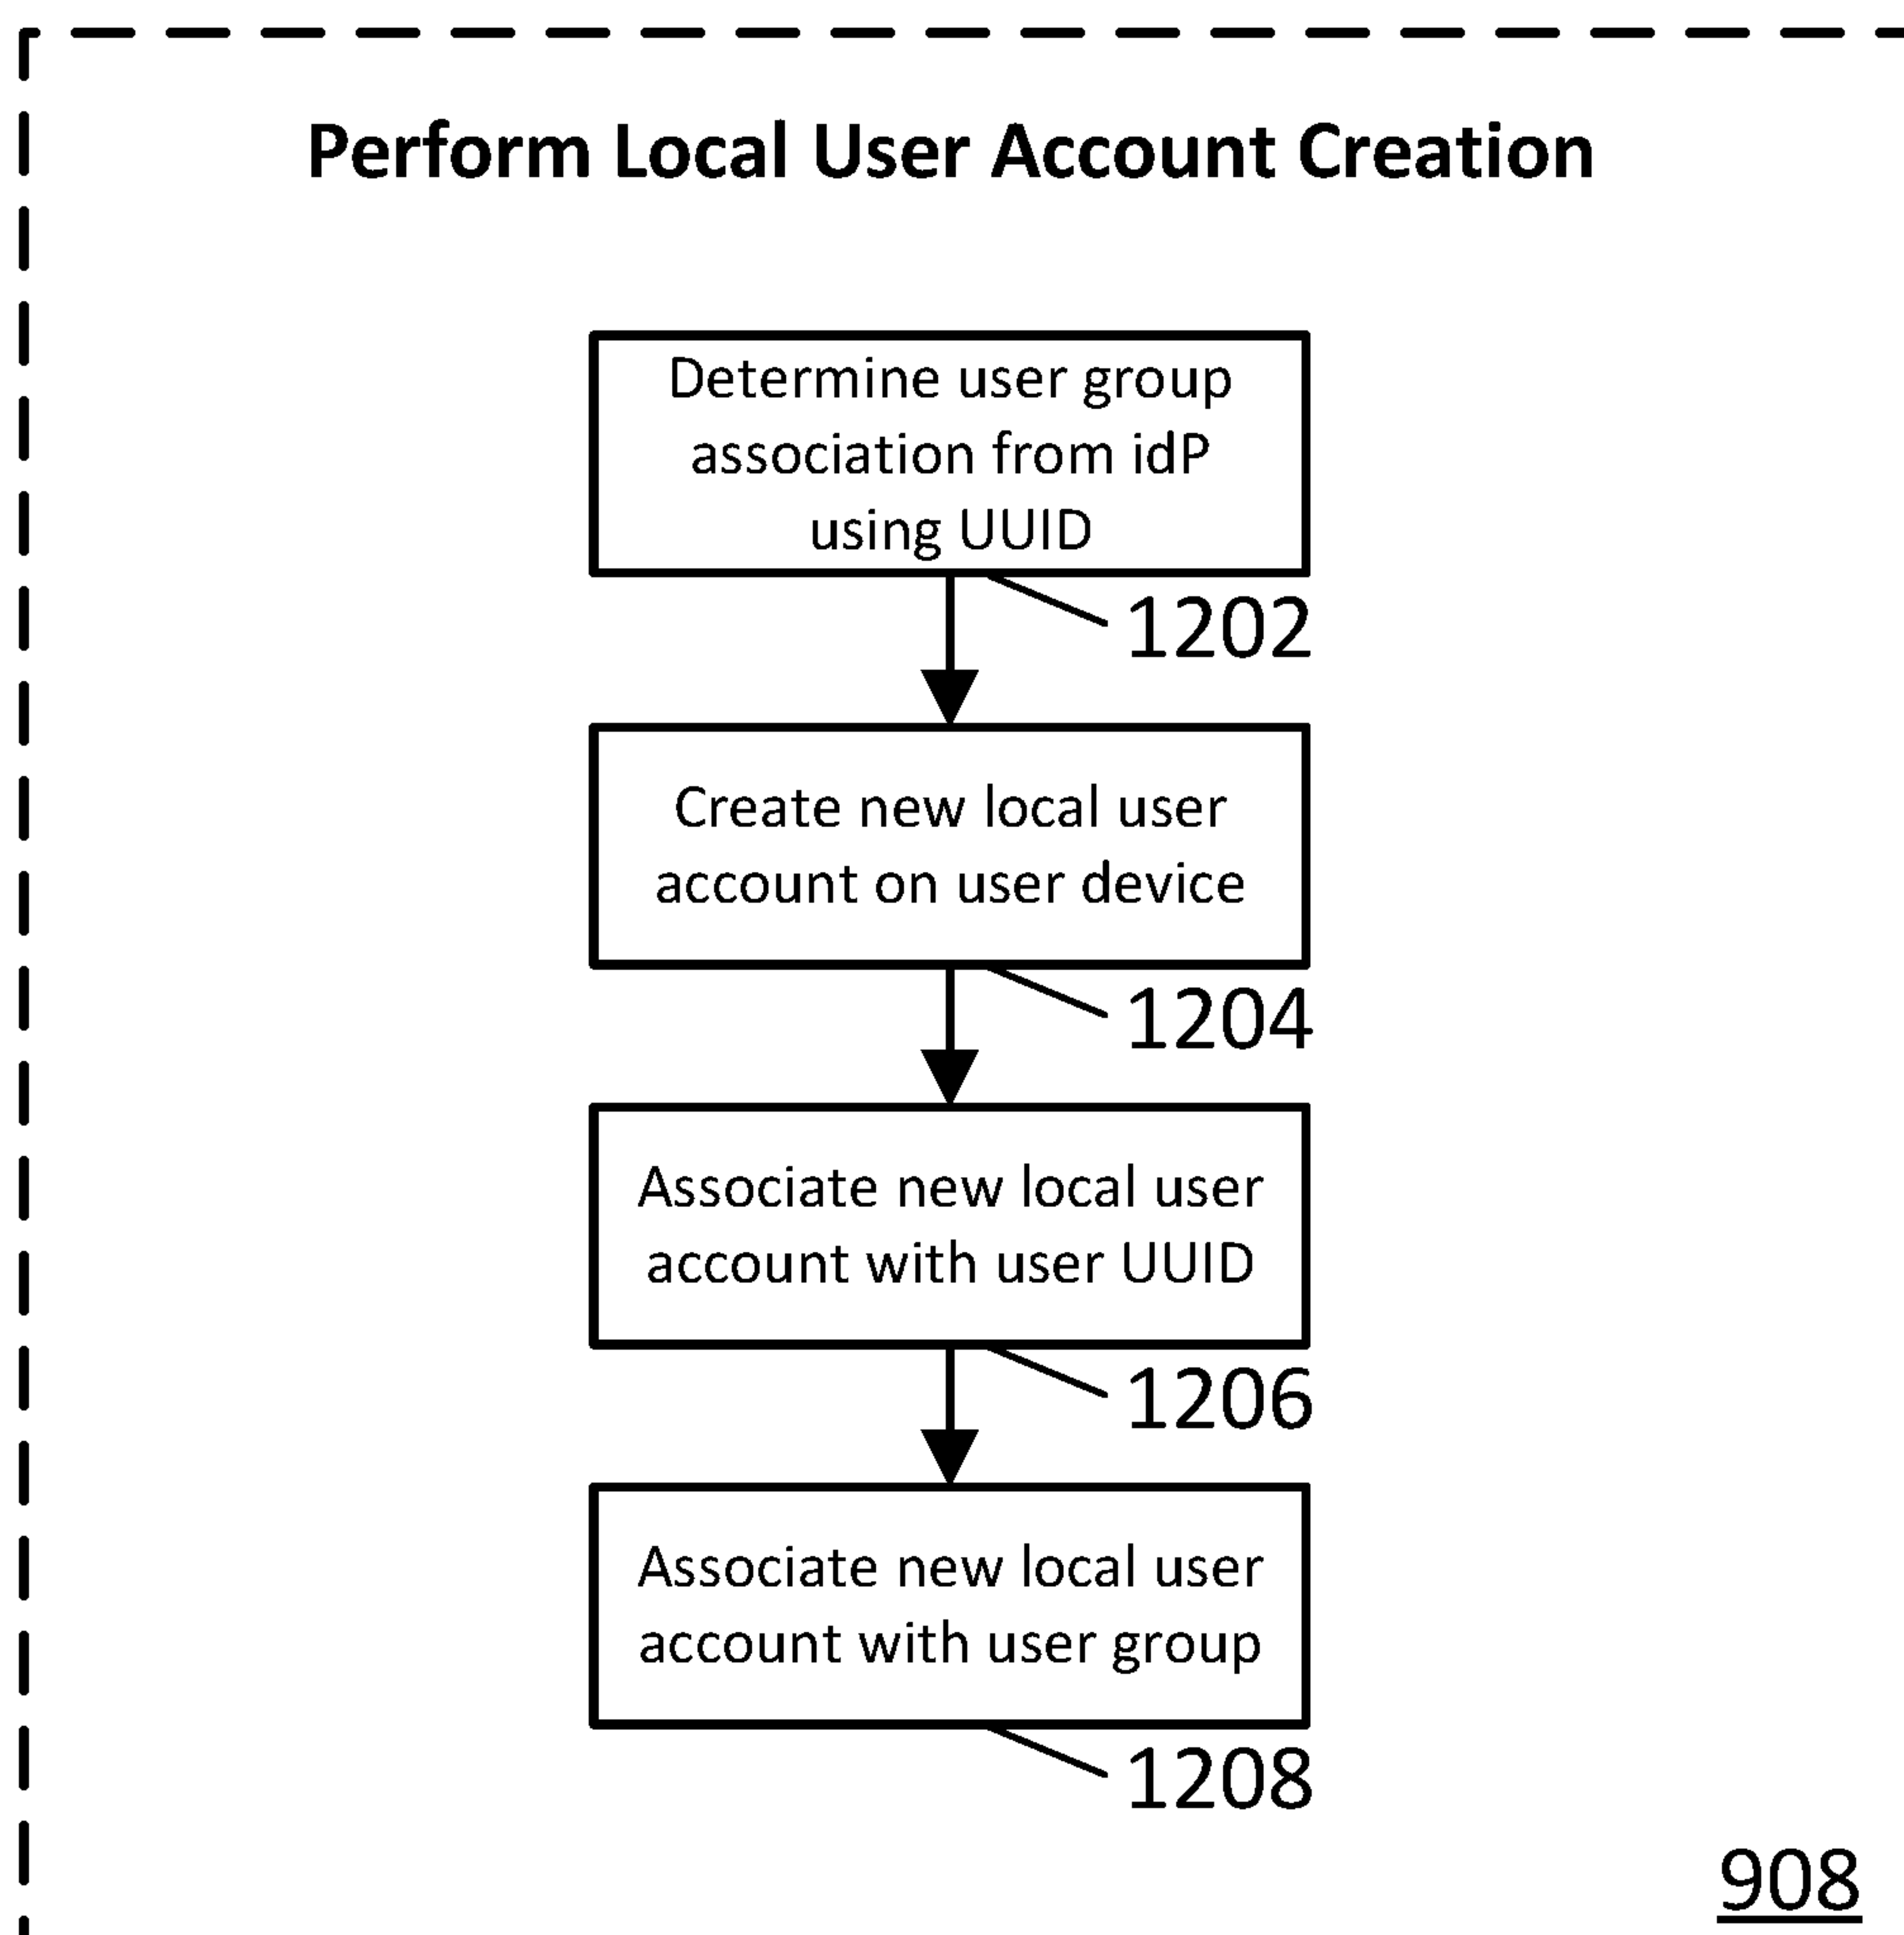 Perform Local User Account Creation
Determine user group
association from idP
using UUID
1202
Create new local user
account on user device
1204
Associate new local user
account with user UUID
1206
Associate new local user
account with user group
1208
908